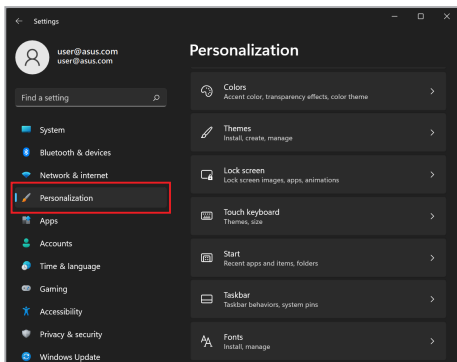 Settings
user@asus.com
user@asus.com
Find a setting
System
Bluetooth & devices
Network & internet
Personalization
Apps
Accounts
Time & language
Gaming
Accessibility
Privacy & security
Windows Update
Personalization
Colors
Accent color, transparency effects, color theme
Themes
Install, create, manage
Lock screen
Lock screen images, apps, animations
Touch keyboard
Themes, size
Start
Recent apps and items, folders
Taskbar
Taskbar behaviors, system pins
Fonts
Install, manage